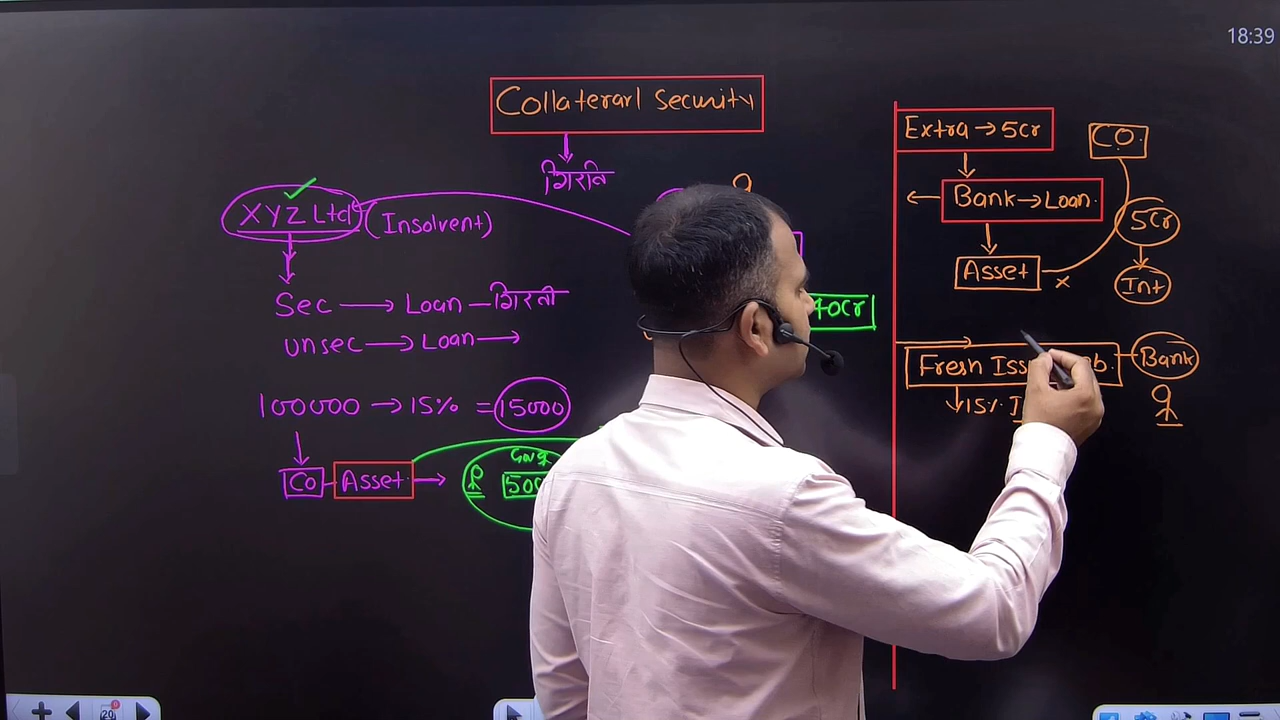 18:39
Collaterarl Security
गिरवी
XYZ Ltd (Insolvent)
Sec → Loan – गिरवी
unsec → Loan →
100000 → 15% = 15000
Co Asset →
40Cr
Extra → 5Cr
CO.
Bank → Loan.
5Cr
Asset x
Int
Fresh Bank
15%
20